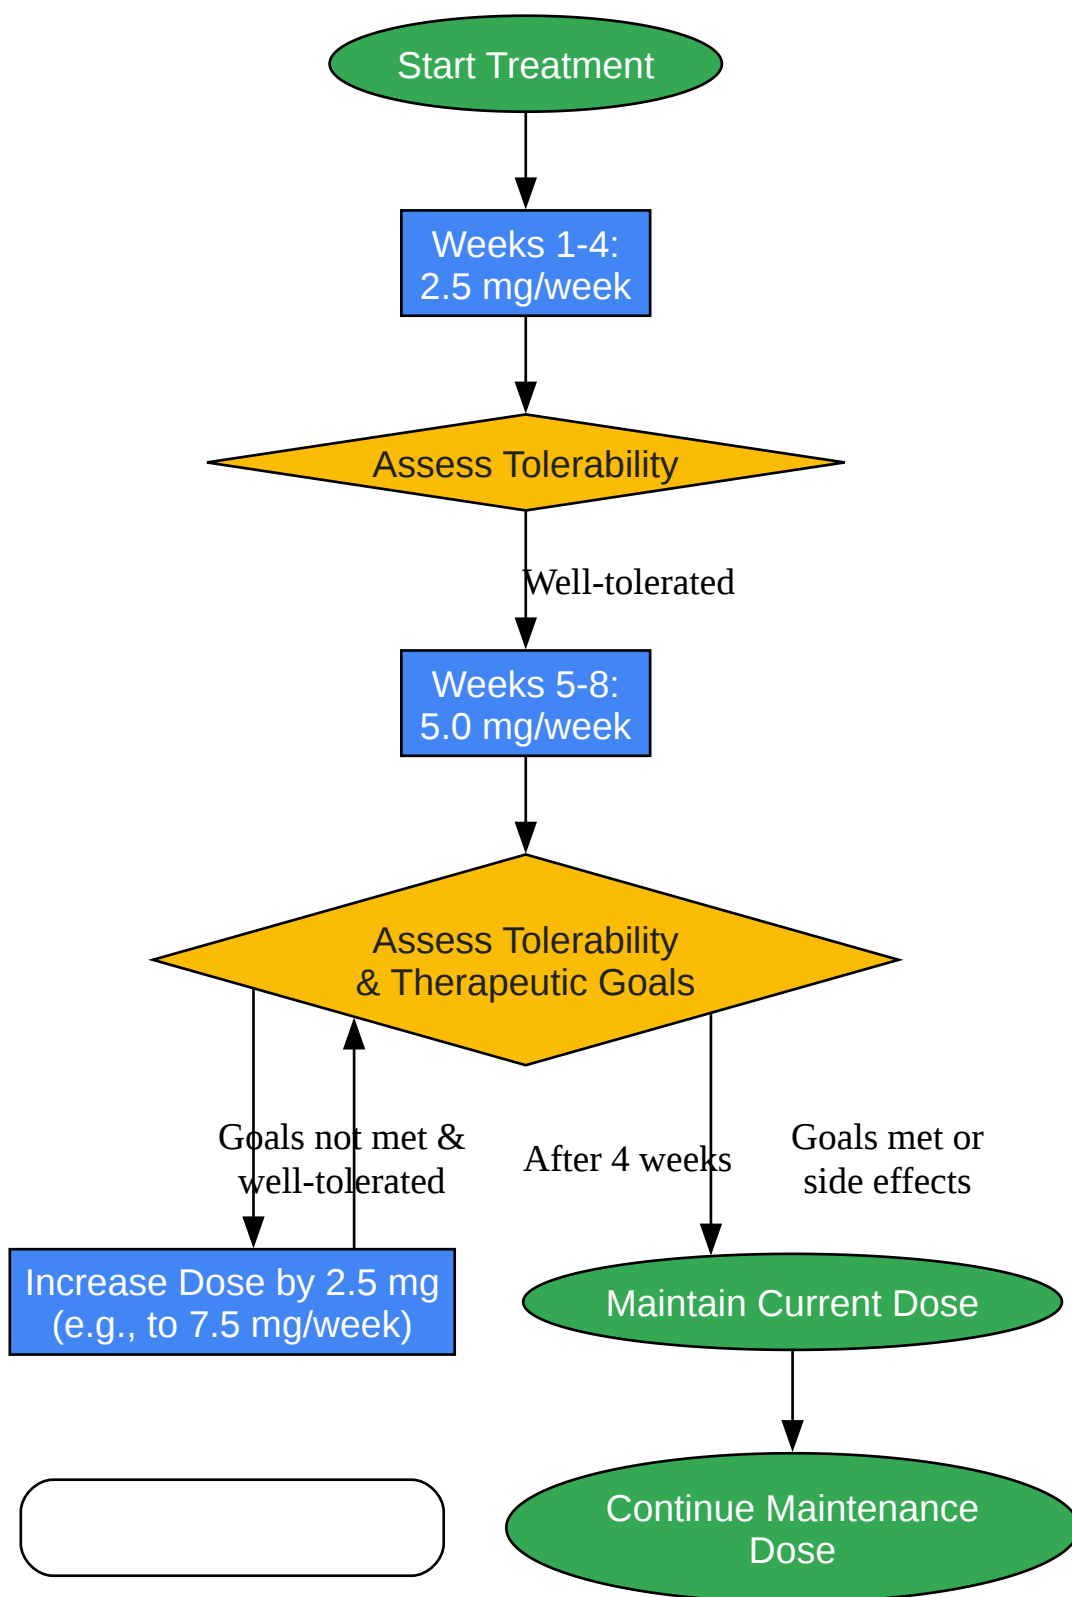 Start Treatment
Weeks 1-4:
2.5 mg/week
Assess Tolerability
Well-tolerated
Weeks 5-8:
5.0 mg/week
Assess Tolerability
& Therapeutic Goals
Goals not met &
well-tolerated
After 4 weeks
Goals met or
side effects
Increase Dose by 2.5 mg
(e.g., to 7.5 mg/week)
Maintain Current Dose
Continue Maintenance
Dose